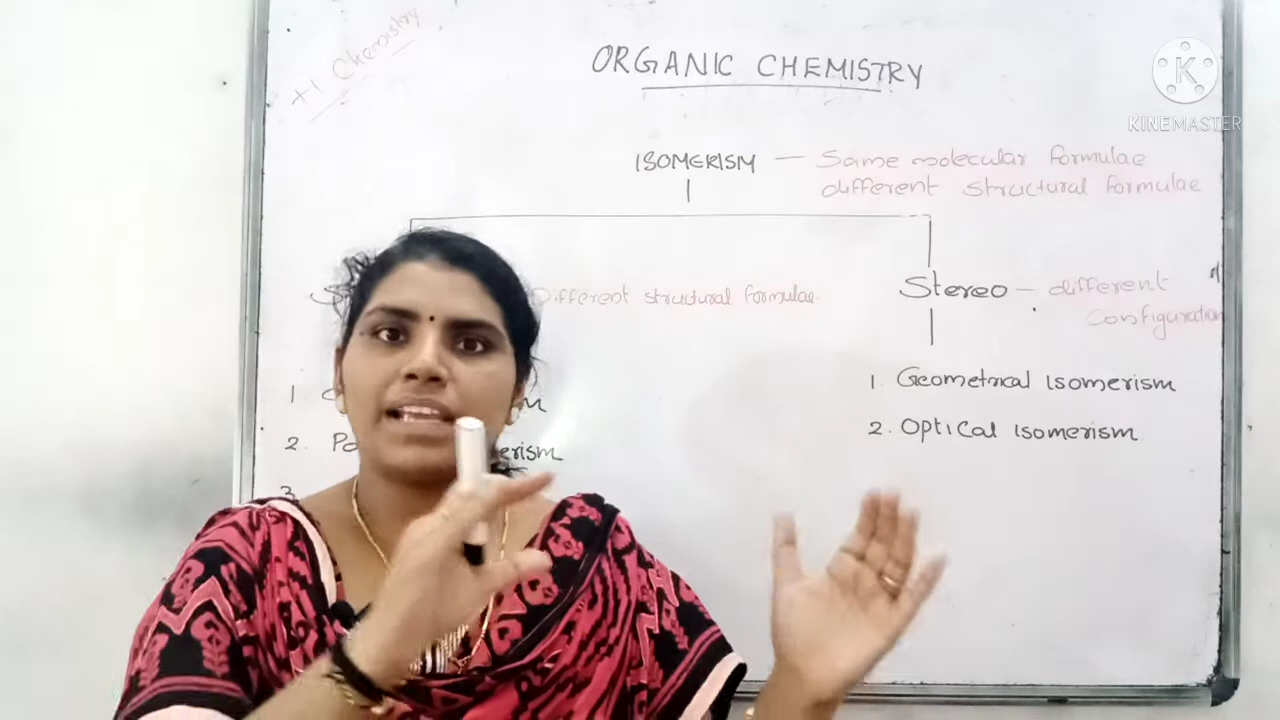 +1 Chemistry
ORGANIC CHEMISTRY
K
KINEMASTER
ISOMERISM — Same molecular formulae
different structural formulae
Different structural formulae.
Stereo — different
Configuration
1. Geometrical isomerism
2. Optical isomerism
1
2.
3